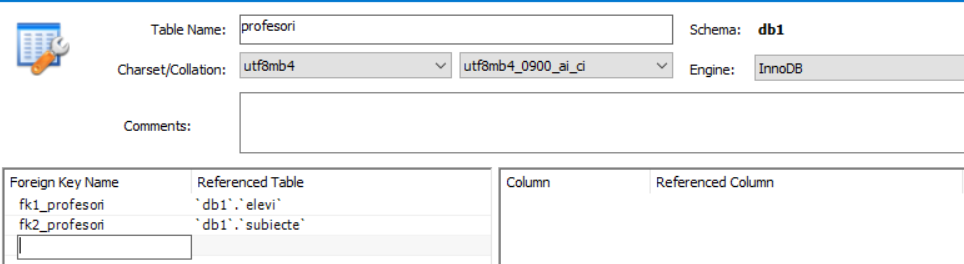 Table Name: profesori Schema: db1
Charset/Collation: utf8mb4 utf8mb4_0900_ai_ci Engine: InnoDB
Comments:
Foreign Key Name Referenced Table Column Referenced Column
fk1_profesori `db1`.`elevi`
fk2_profesori `db1`.`subiecte`